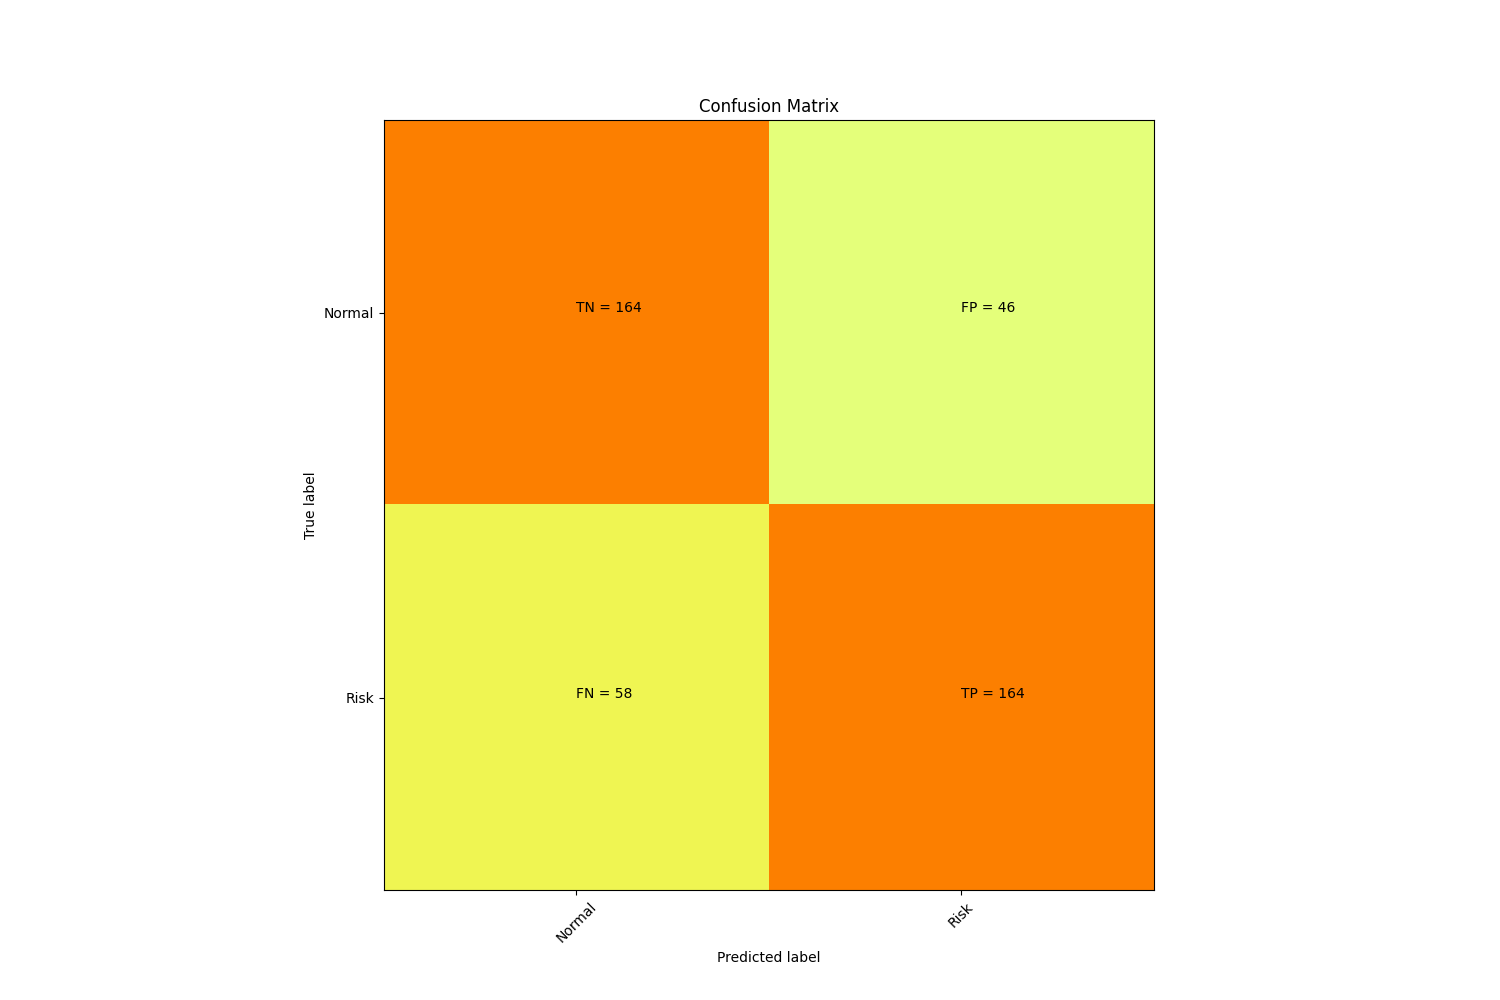 Confusion Matrix
Normal
TN = 164
FP = 46
True label
Risk
FN = 58
TP = 164
Normal
Risk
Predicted label